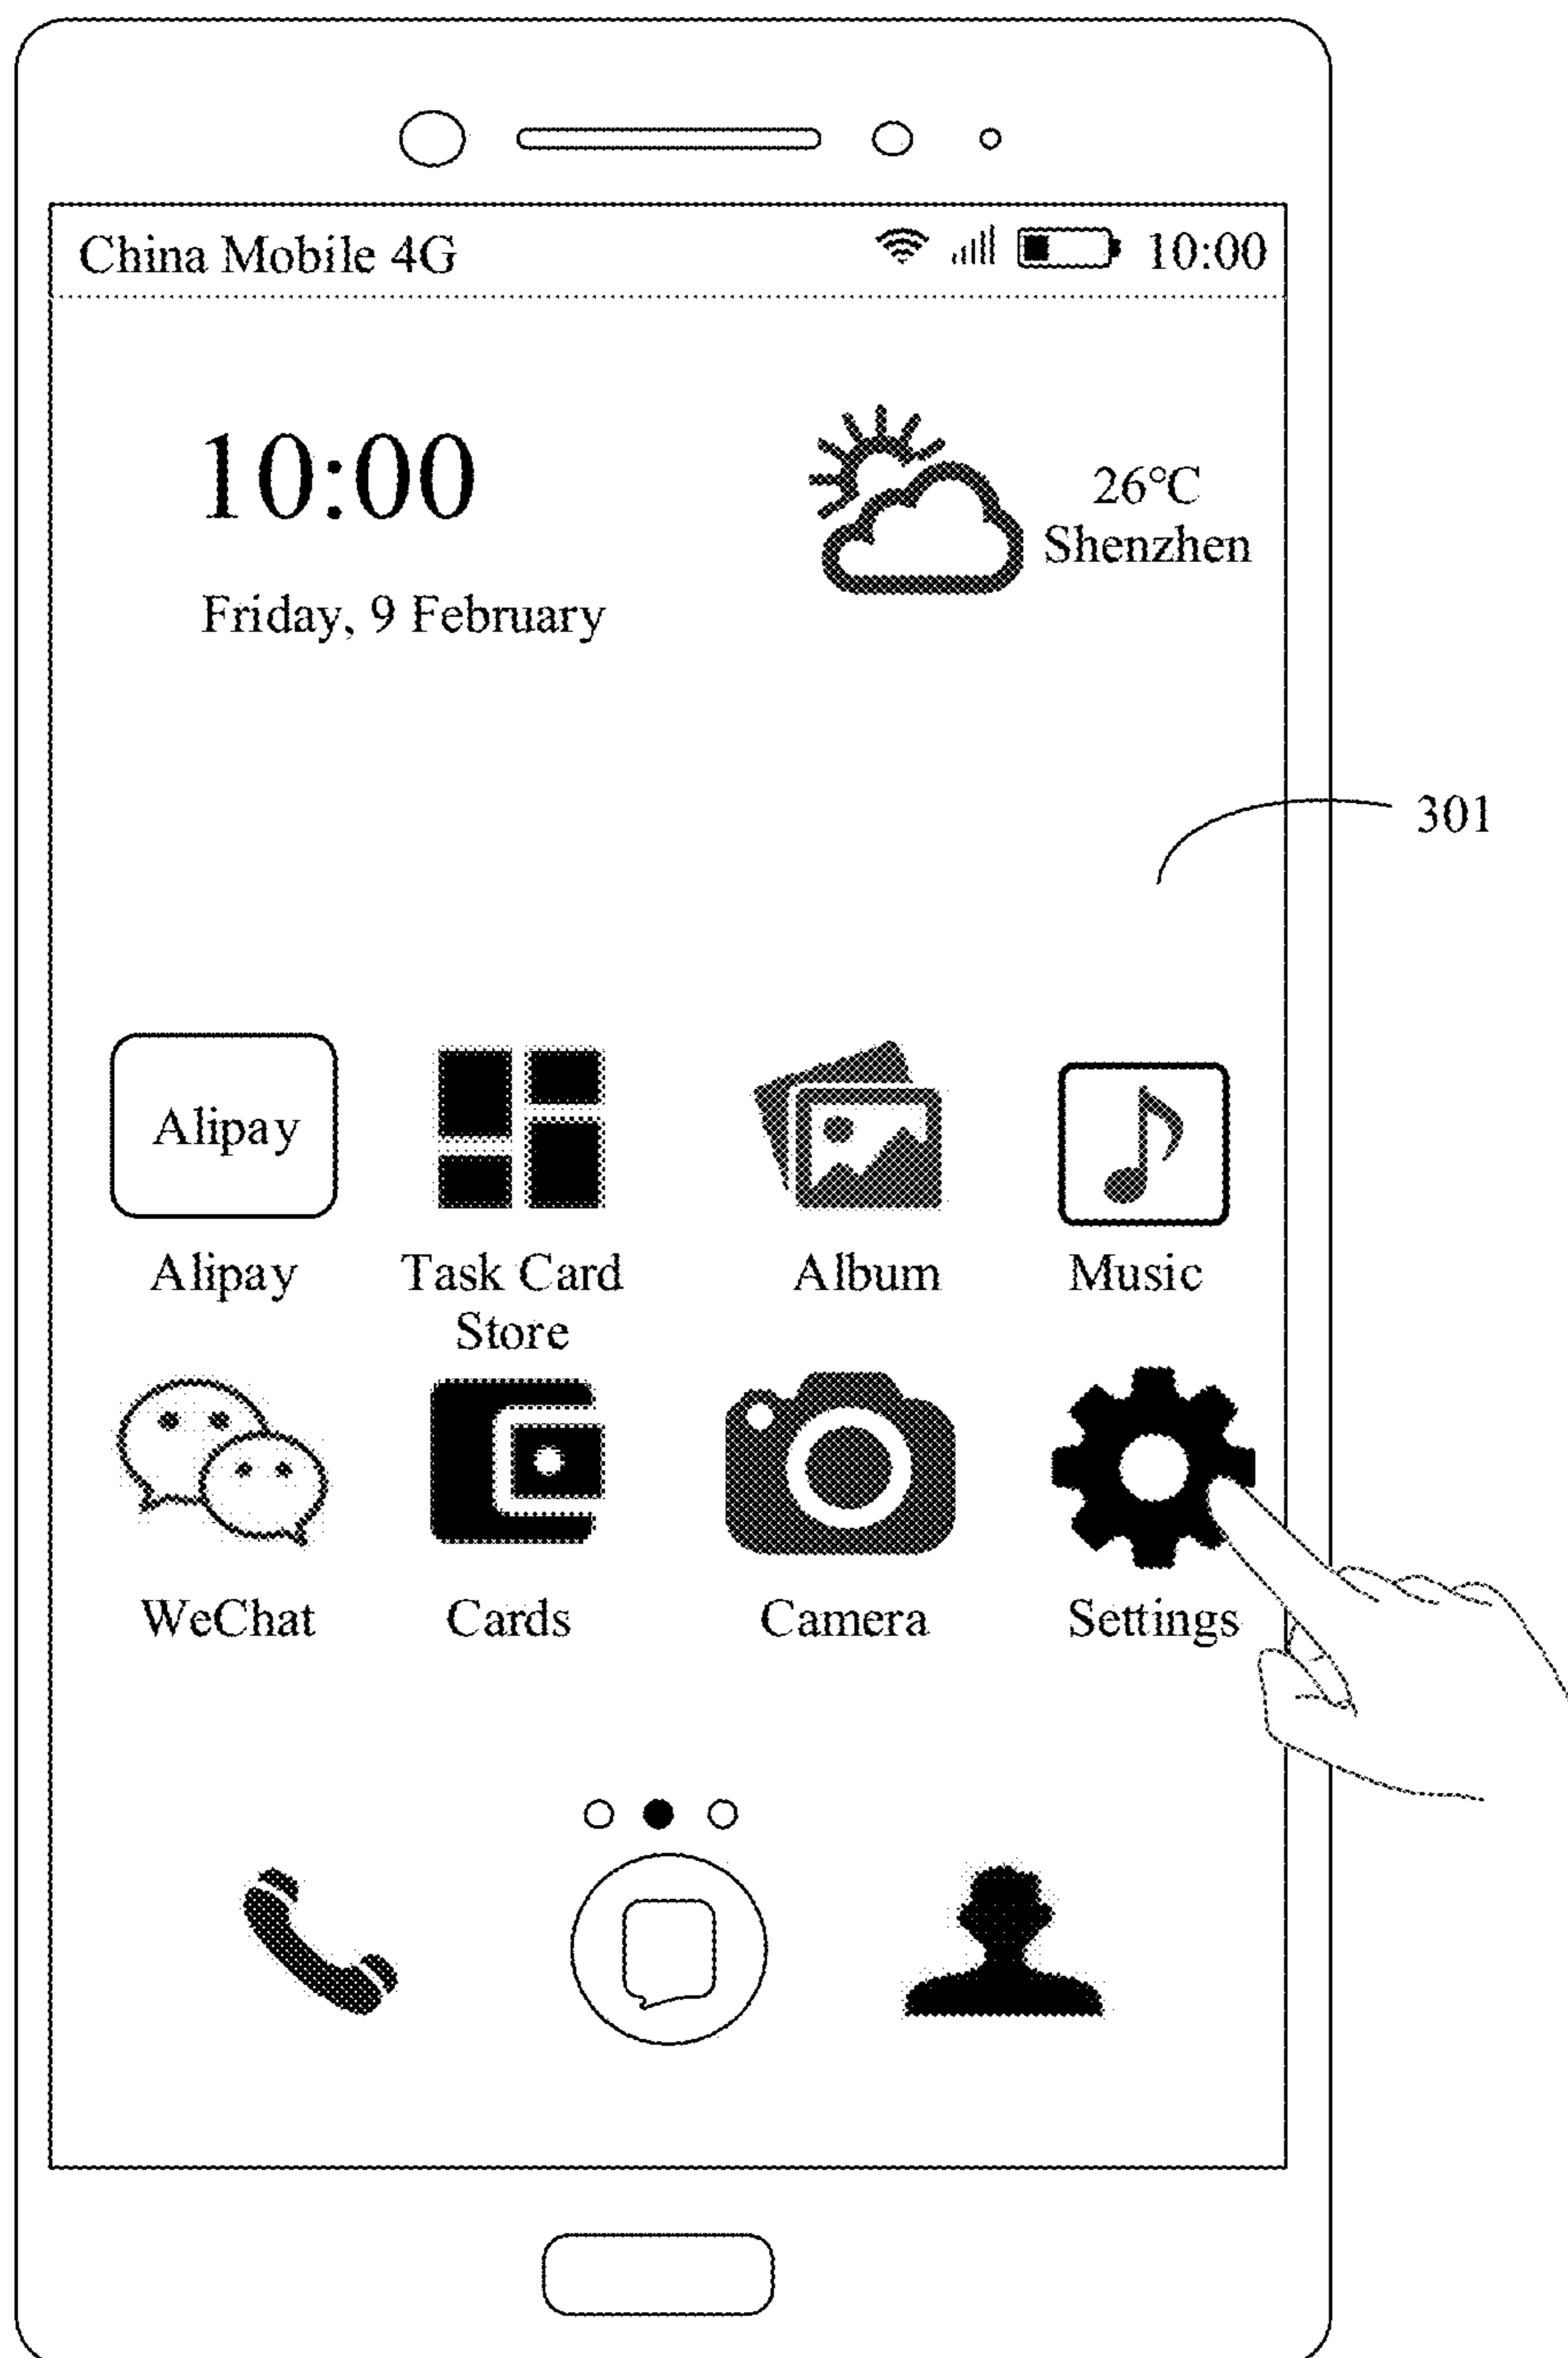 China Mobile 4G 10:00
10:00
26°C
Shenzhen
Friday, 9 February
301
Alipay
Alipay Task Card Album Music
Store
WeChat Cards Camera Settings